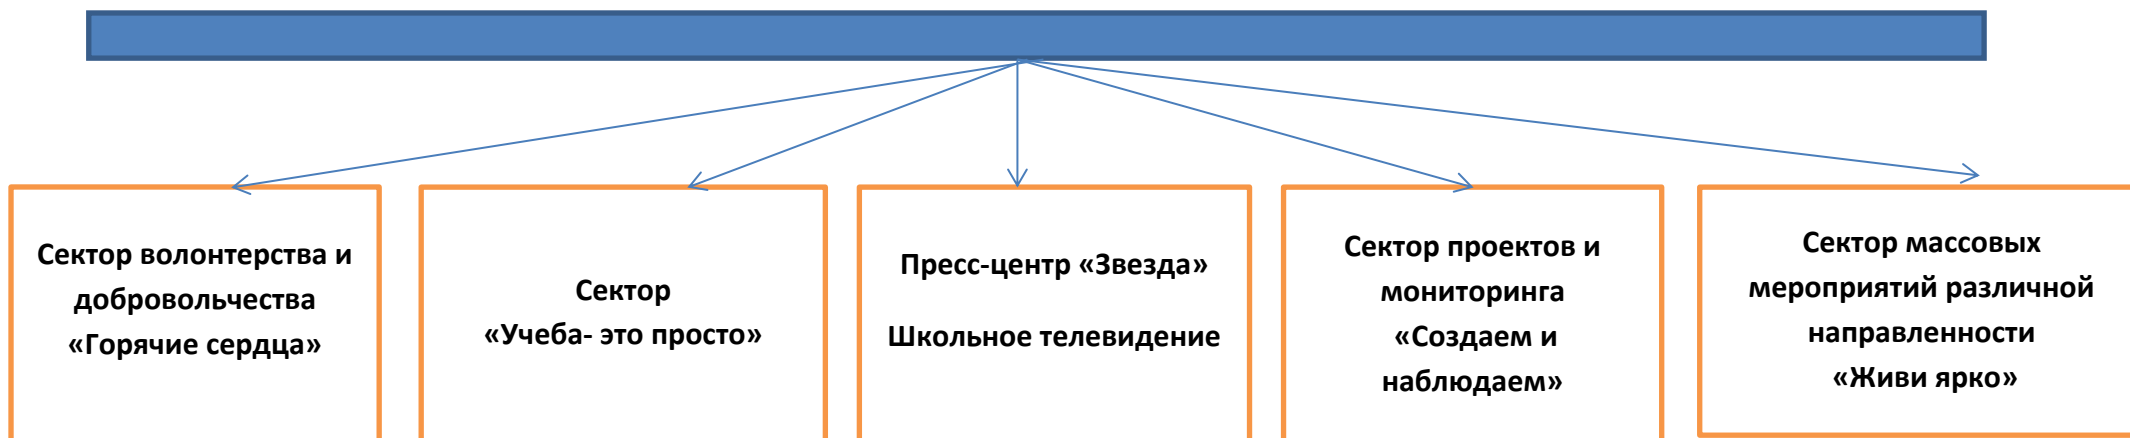 Сектор волонтерства и
добровольчества
«Горячие сердца»
Сектор
«Учеба- это просто»
Пресс-центр «Звезда»
Школьное телевидение
Сектор проектов и
мониторинга
«Создаем и
наблюдаем»
Сектор массовых
мероприятий различной
направленности
«Живи ярко»